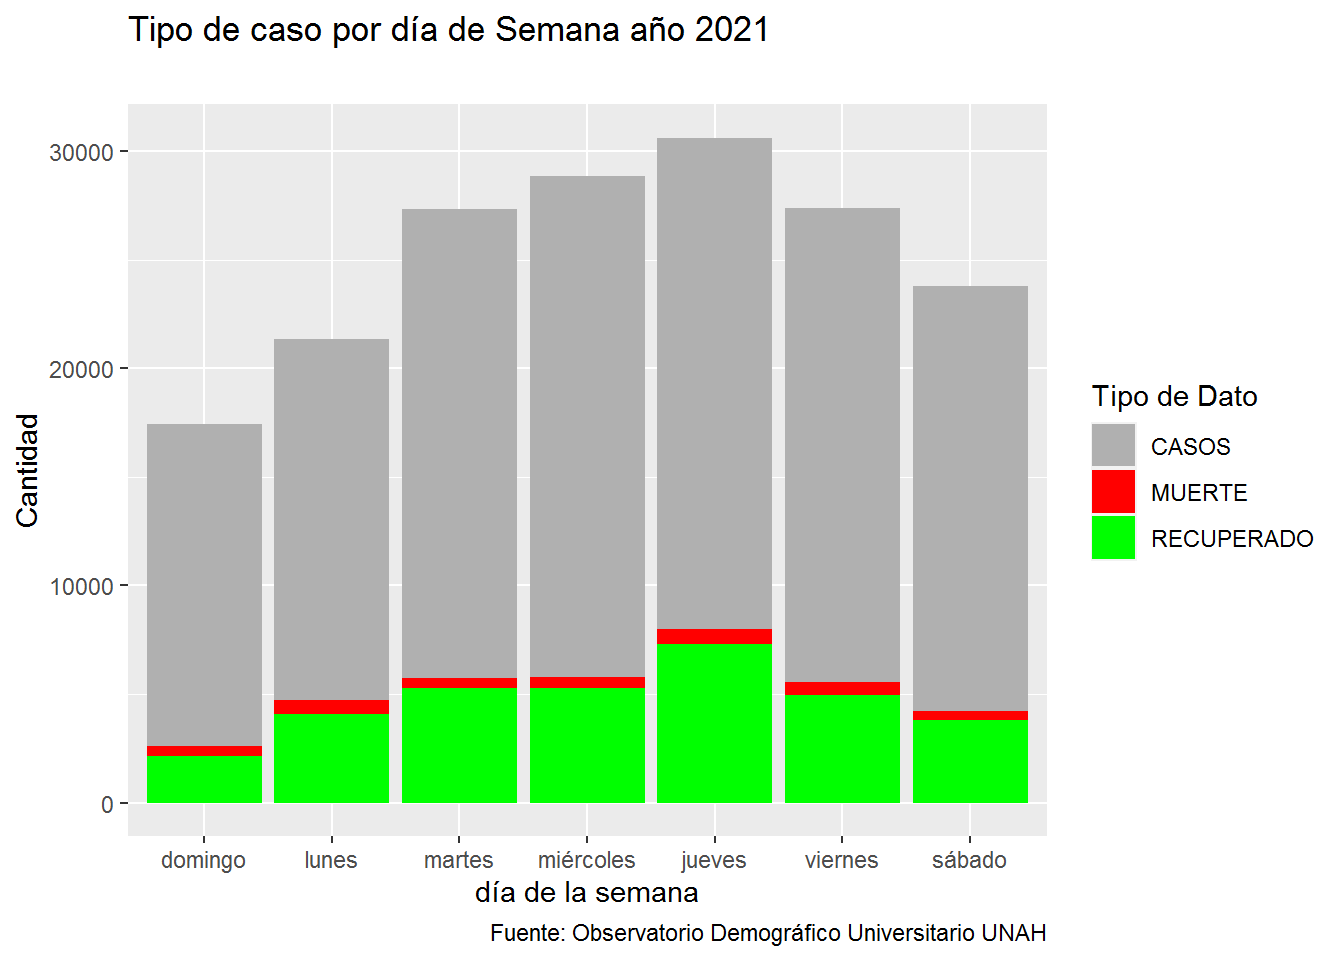 Tipo de caso por día de Semana año 2021
30000
20000
10000
0
Cantidad
domingo lunes martes miércoles jueves viernes sábado
día de la semana
Fuente: Observatorio Demográfico Universitario UNAH
Tipo de Dato
CASOS
MUERTE
RECUPERADO